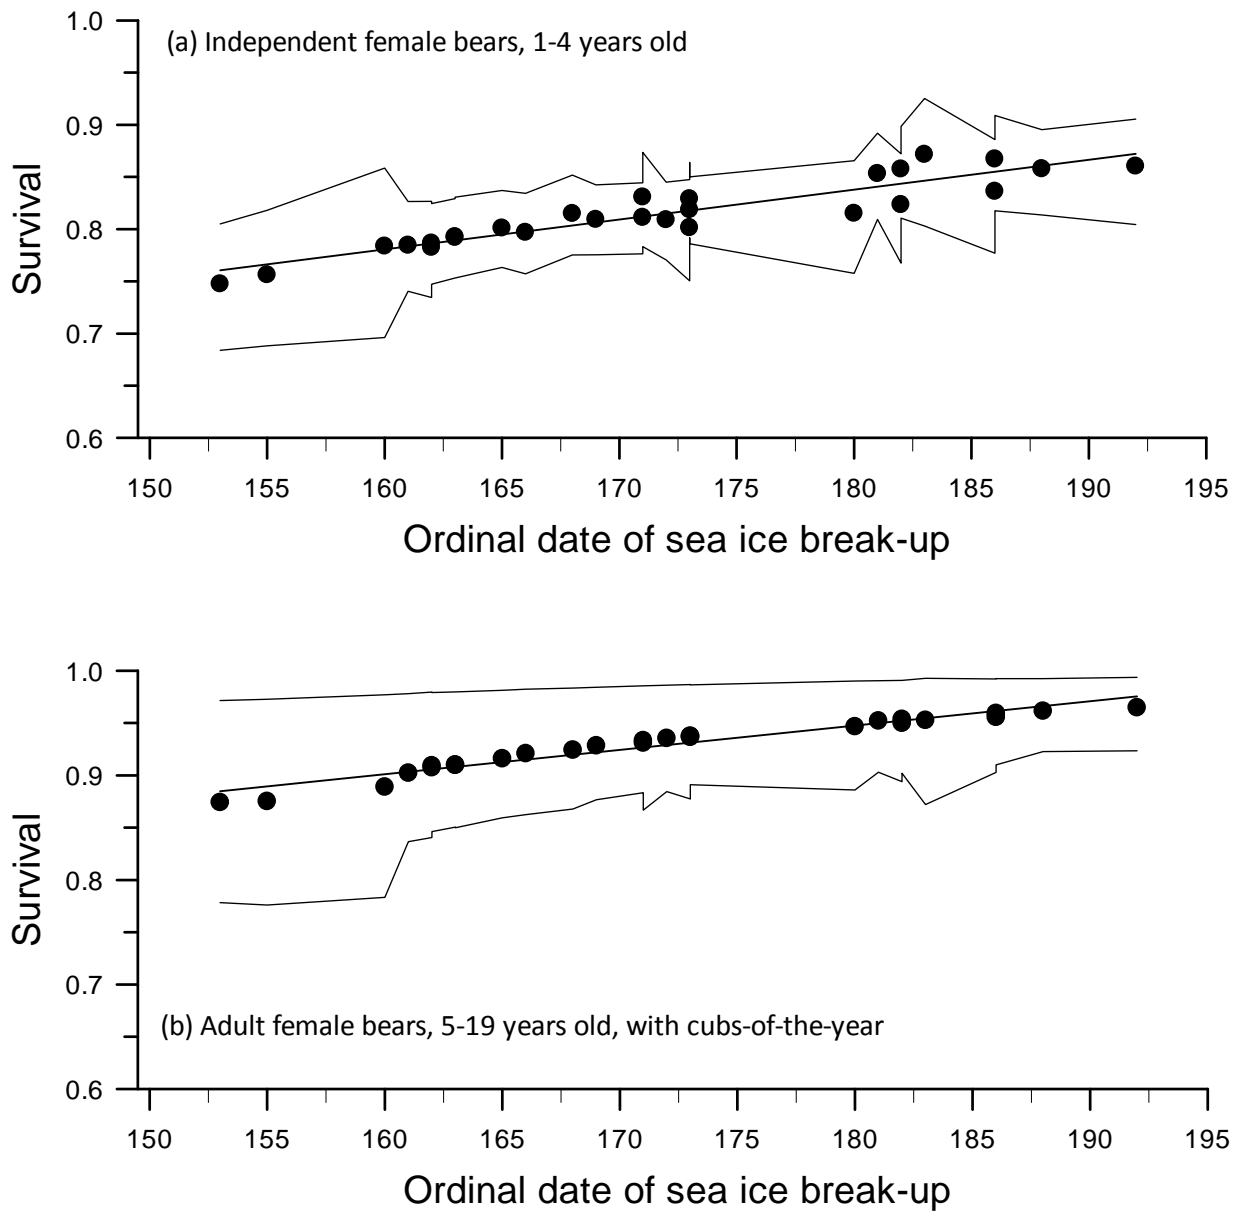 (a) Independent female bears, 1-4 years old
Survival
1.0
0.9
0.8
0.7
0.6
150 155 160 165 170 175 180 185 190 195
Ordinal date of sea ice break-up
Survival
1.0
0.9
0.8
0.7
0.6
(b) Adult female bears, 5-19 years old, with cubs-of-the-year
150 155 160 165 170 175 180 185 190 195
Ordinal date of sea ice break-up